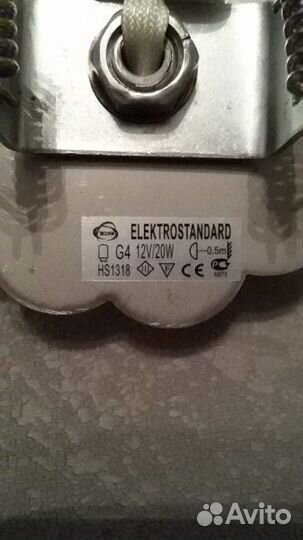 ELEKTROSTANDARD
G4 12V/20W 0.5m
HS1318 F CE
Avito